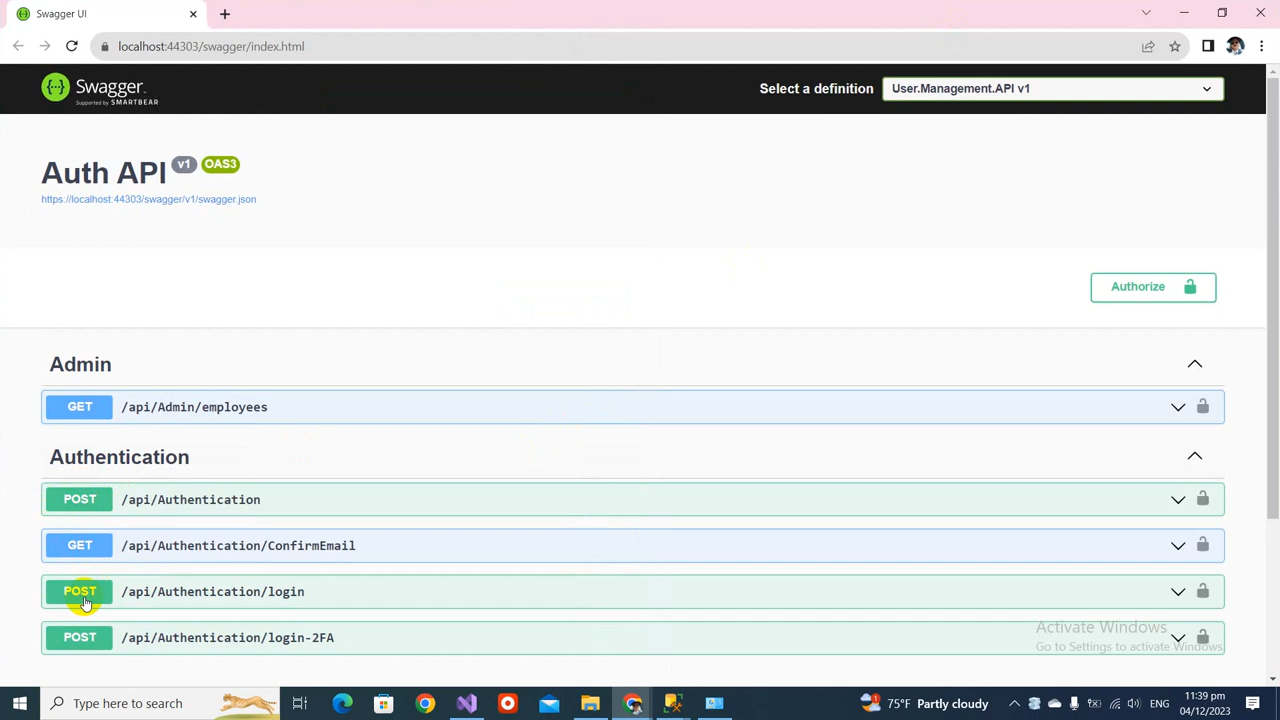 Swagger UI
localhost:44303/swagger/index.html
Swagger.
Supported by SMARTBEAR
Select a definition
User.Management.API v1
Auth API v1 OAS3
https://localhost:44303/swagger/v1/swagger.json
Authorize
Admin
GET /api/Admin/employees
Authentication
POST /api/Authentication
GET /api/Authentication/ConfirmEmail
POST /api/Authentication/login
POST /api/Authentication/login-2FA
Activate Windows
Go to Settings to activate Windows.
Type here to search
1
75°F Partly cloudy
ENG
11:39 pm
04/12/2023